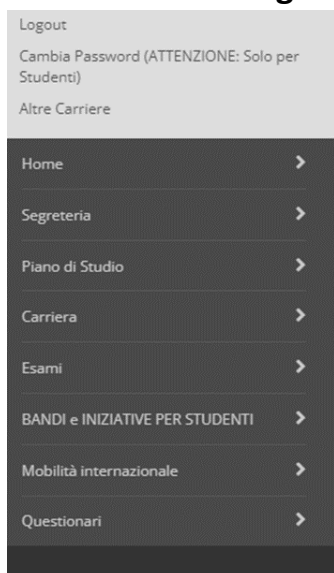 Logout
Cambia Password (ATTENZIONE: Solo per
Studenti)
Altre Carriere
Home
Segreteria
Piano di Studio
Carriera
Esami
BANDI e INIZIATIVE PER STUDENTI
Mobilità internazionale
Questionari